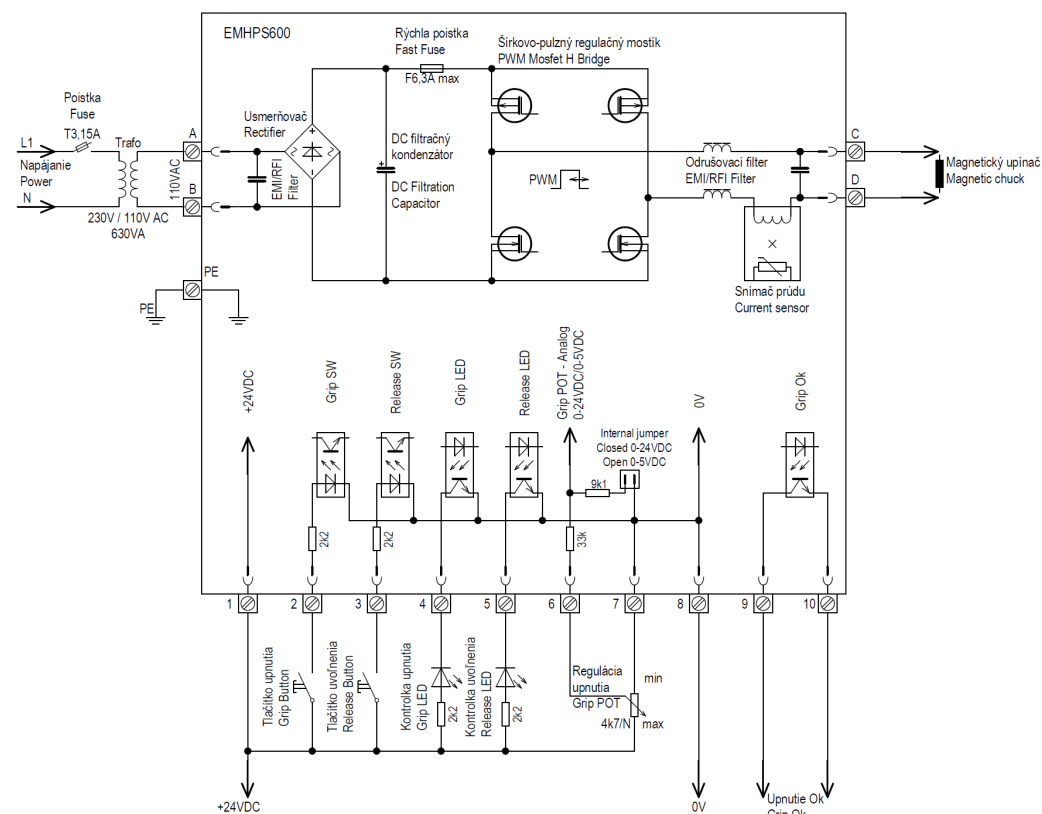 EMHPS600
Rýchla poistka
Fast Fuse
F6,3A max
Šírkovo-pulzný regulačný mostík
PWM Mosfet H Bridge
Poistka
Fuse
T3,15A
L1
Napájanie
Power
N
Trafo
230V / 110V AC
630VA
A
B
110VAC
Usmerňovač
Rectifier
EMI/RFI
Filter
DC filtračný
kondenzátor
DC Filtration
Capacitor
PWM
Odrušovací filter
EMI/RFI Filter
C
D
Magnetický upínač
Magnetic chuck
Snímač prúdu
Current sensor
PE
PE
+24VDC
Grip SW
Release SW
Grip LED
Release LED
Grip POT - Analog
0-24VDC/0-5VDC
Internal jumper
Closed 0-24VDC
Open 0-5VDC
0V
Grip Ok
9k1
2k2
2k2
33k
1
2
3
4
5
6
7
8
9
10
Tlačítko upnutia
Grip Button
Tlačítko uvoľnenia
Release Button
Kontrolka upnutia
Grip LED
2k2
Kontrolka uvoľnenia
Release LED
2k2
Regulácia
upnutia
Grip POT
4k7/N
min
max
+24VDC
0V
Upnutie Ok
Grip Ok